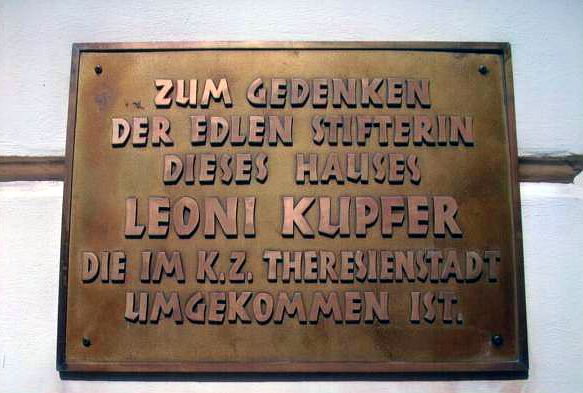 ZUM GEDENKEN
DER EDLEN STIFTERIN
DIESES HAUSES
LEONI KUPFER
DIE IM K.Z. THERESIENSTADT
UMGEKOMMEN IST.